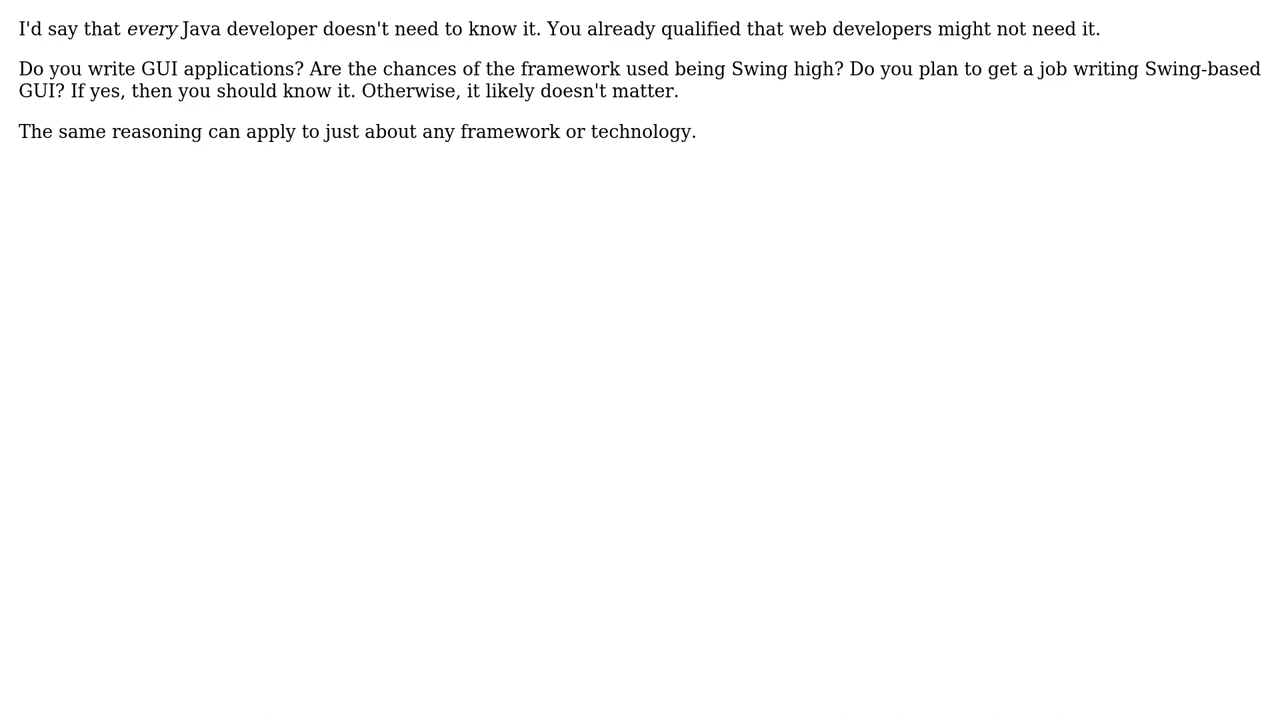 I'd say that every Java developer doesn't need to know it. You already qualified that web developers might not need it.
Do you write GUI applications? Are the chances of the framework used being Swing high? Do you plan to get a job writing Swing-based
GUI? If yes, then you should know it. Otherwise, it likely doesn't matter.
The same reasoning can apply to just about any framework or technology.